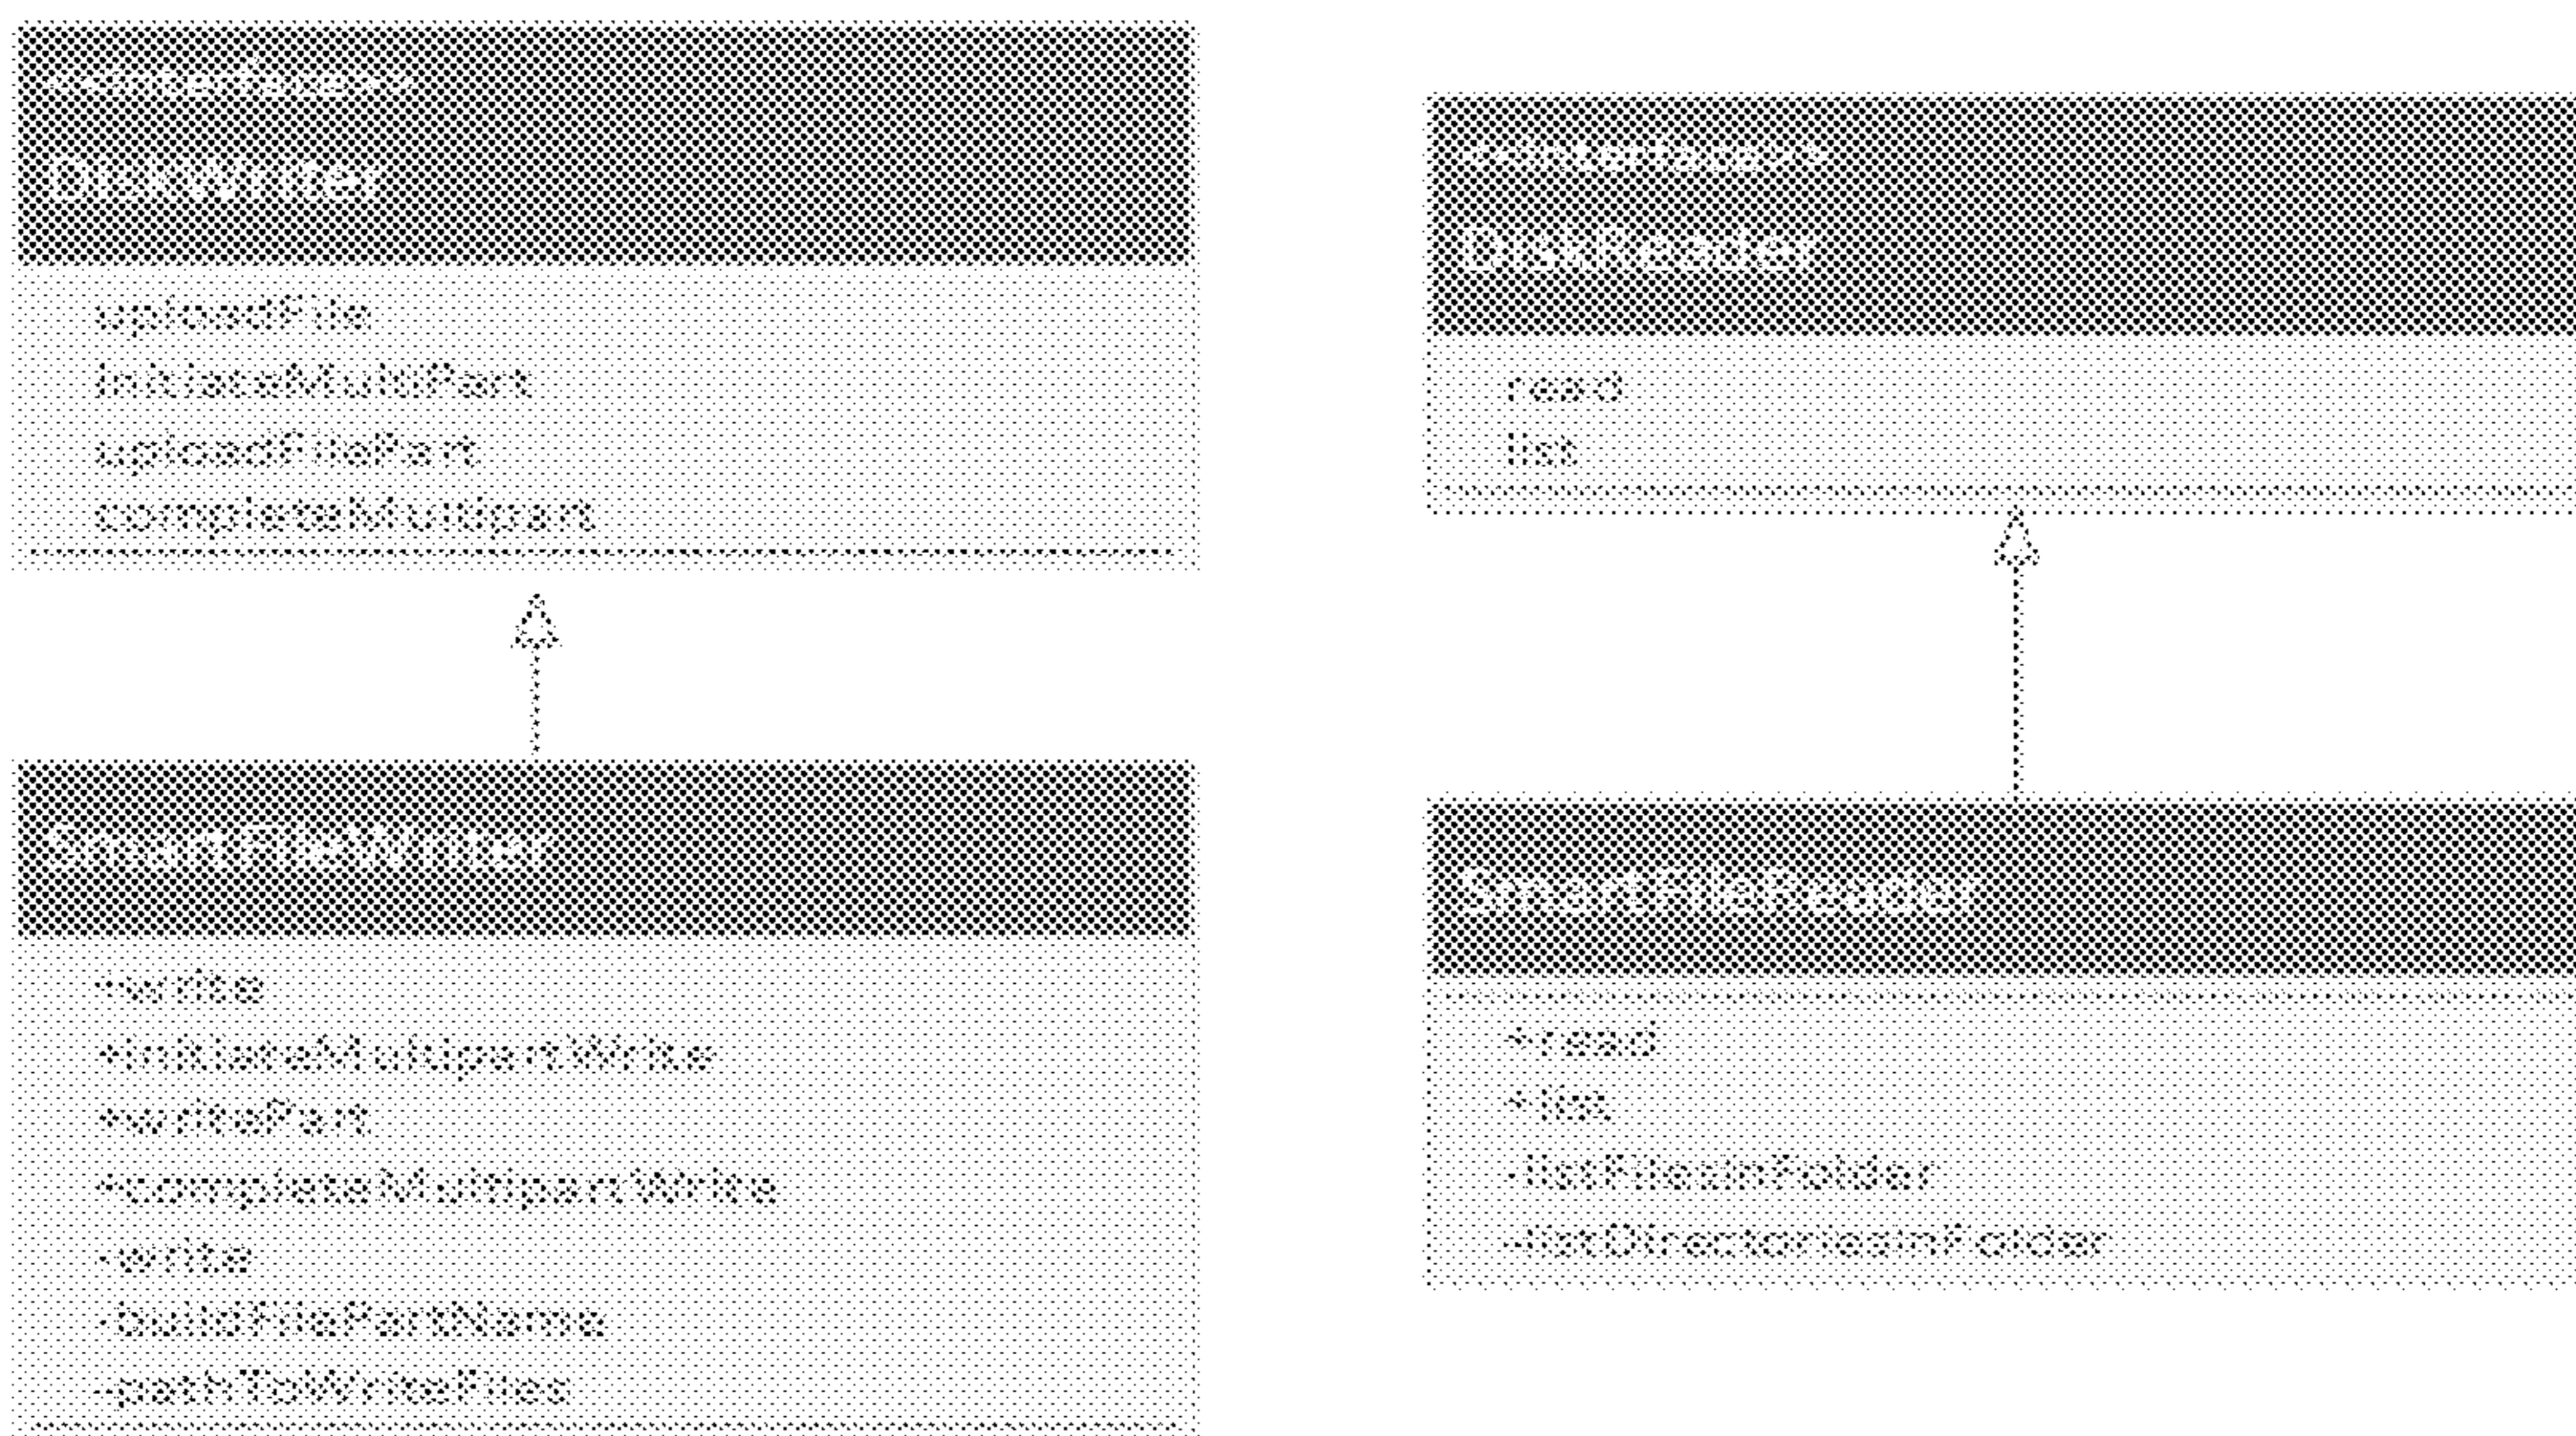 <<interface>>
DiskWriter
uploadFile
initiateMultiPart
uploadFilePart
completeMultipart
<<interface>>
DiskReader
read
list
SmartFileWriter
+write
+initiateMultipartWrite
+writePart
+completeMultipartWrite
-write
-buildFilePartName
-pathToWriteFiles
SmartFileReader
+read
+list
-listFilesInFolder
-listDirectoriesInFolder